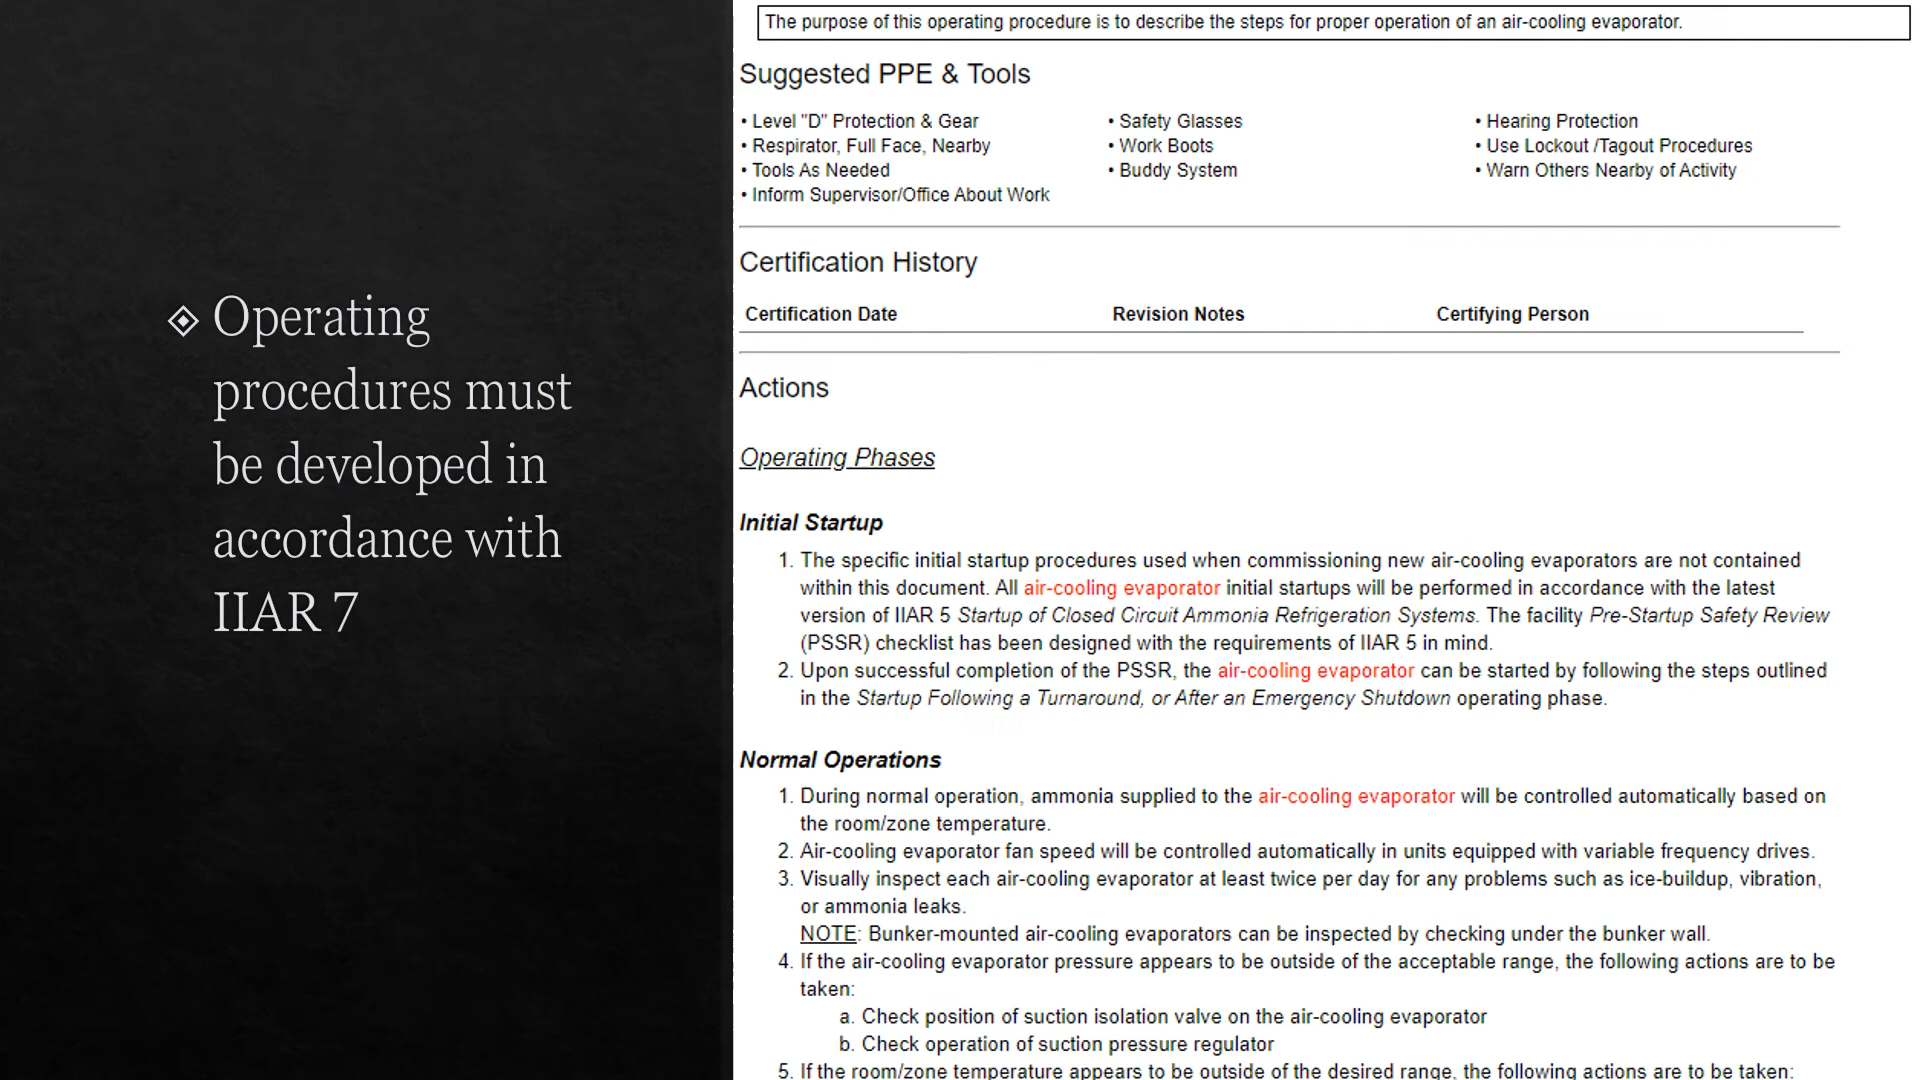 Operating
procedures must
be developed in
accordance with
IIAR 7
The purpose of this operating procedure is to describe the steps for proper operation of an air-cooling evaporator.
Suggested PPE & Tools
• Level "D" Protection & Gear
• Respirator, Full Face, Nearby
• Tools As Needed
• Inform Supervisor/Office About Work
• Safety Glasses
• Work Boots
• Buddy System
• Hearing Protection
• Use Lockout /Tagout Procedures
• Warn Others Nearby of Activity
Certification History
Certification Date Revision Notes Certifying Person
Actions
Operating Phases
Initial Startup
1. The specific initial startup procedures used when commissioning new air-cooling evaporators are not contained
within this document. All air-cooling evaporator initial startups will be performed in accordance with the latest
version of IIAR 5 Startup of Closed Circuit Ammonia Refrigeration Systems. The facility Pre-Startup Safety Review
(PSSR) checklist has been designed with the requirements of IIAR 5 in mind.
2. Upon successful completion of the PSSR, the air-cooling evaporator can be started by following the steps outlined
in the Startup Following a Turnaround, or After an Emergency Shutdown operating phase.
Normal Operations
1. During normal operation, ammonia supplied to the air-cooling evaporator will be controlled automatically based on
the room/zone temperature.
2. Air-cooling evaporator fan speed will be controlled automatically in units equipped with variable frequency drives.
3. Visually inspect each air-cooling evaporator at least twice per day for any problems such as ice-buildup, vibration,
or ammonia leaks.
NOTE: Bunker-mounted air-cooling evaporators can be inspected by checking under the bunker wall.
4. If the air-cooling evaporator pressure appears to be outside of the acceptable range, the following actions are to be
taken:
a. Check position of suction isolation valve on the air-cooling evaporator
b. Check operation of suction pressure regulator
5. If the room/zone temperature appears to be outside of the desired range, the following actions are to be taken: